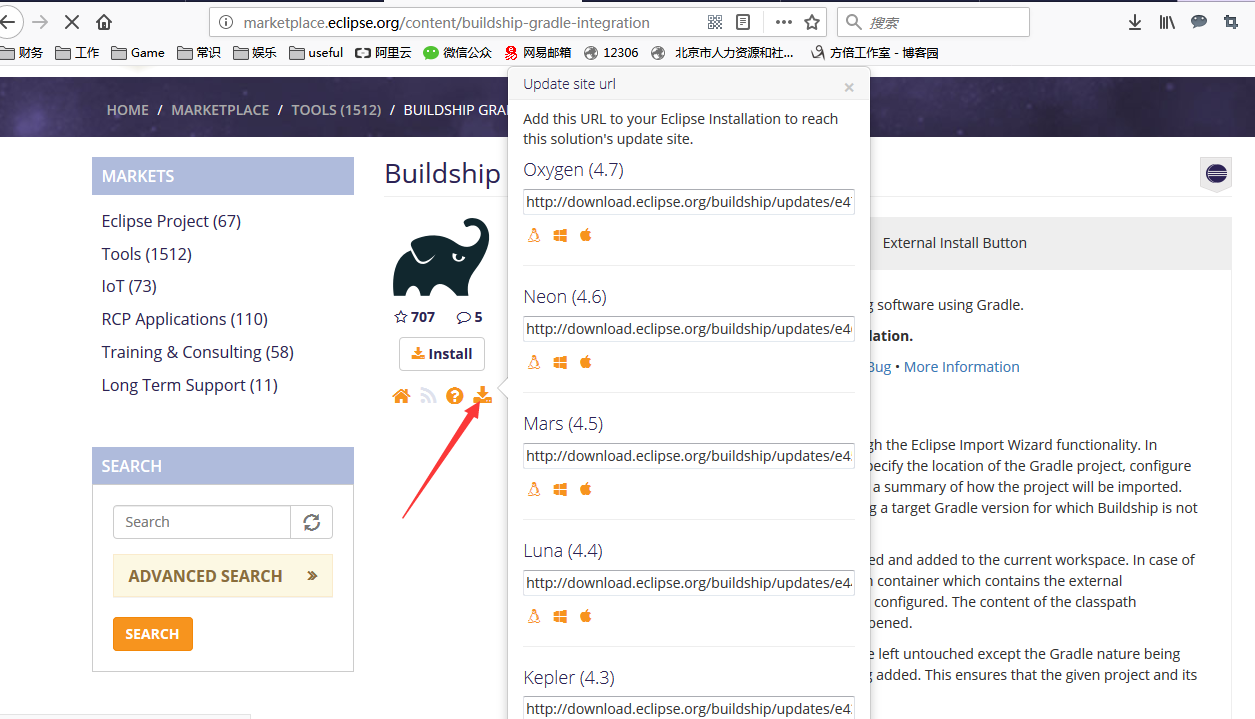 marketplace.eclipse.org/content/buildship-gradle-integration
搜索
财务 工作 Game 常识 娱乐 useful 阿里云 微信公众 网易邮箱 12306 北京市人力资源和社... 方倍工作室 - 博客园
HOME / MARKETPLACE / TOOLS (1512) / BUILDSHIP
MARKETS
Eclipse Project (67)
Tools (1512)
IoT (73)
RCP Applications (110)
Training & Consulting (58)
Long Term Support (11)
SEARCH
Search
ADVANCED SEARCH »
SEARCH
Buildship
707 5
Install
Update site url ×
Add this URL to your Eclipse Installation to reach
this solution's update site.
Oxygen (4.7)
http://download.eclipse.org/buildship/updates/e4
Neon (4.6)
http://download.eclipse.org/buildship/updates/e4
Mars (4.5)
http://download.eclipse.org/buildship/updates/e4
Luna (4.4)
http://download.eclipse.org/buildship/updates/e4
Kepler (4.3)
http://download.eclipse.org/buildship/updates/e4
External Install Button
software using Gradle.
Bug • More Information
the Eclipse Import Wizard functionality. In
the location of the Gradle project, configure
a summary of how the project will be imported.
a target Gradle version for which Buildship is not
and added to the current workspace. In case of
container which contains the external
configured. The content of the classpath
left untouched except the Gradle nature being
added. This ensures that the given project and its